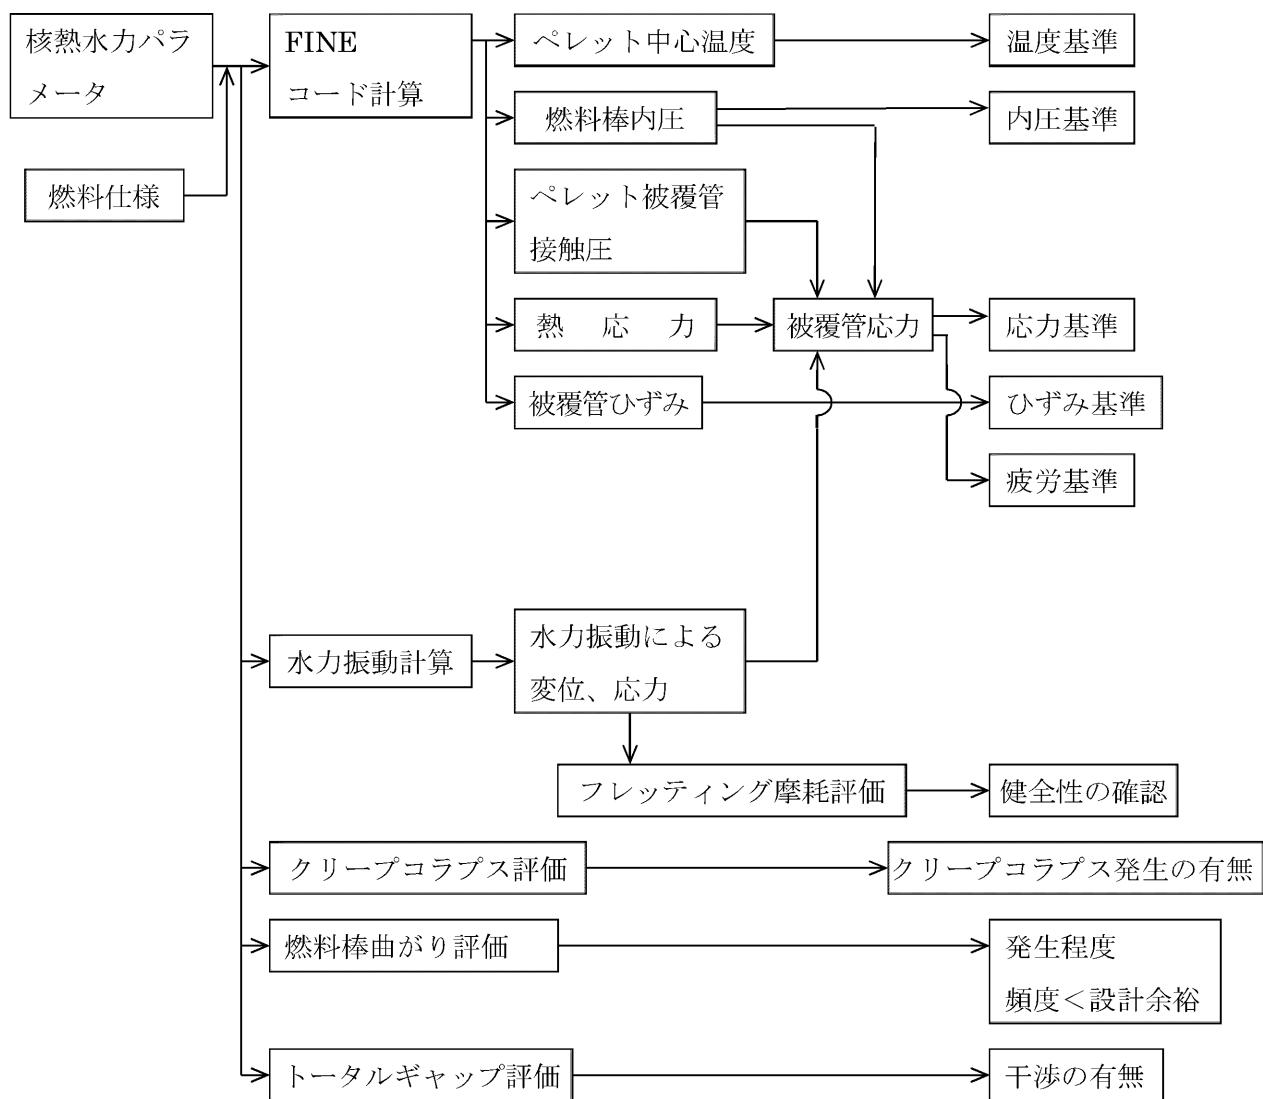 核熱水力パラ
メータ
FINE
コード計算
ペレット中心温度
温度基準
燃料棒内圧
内圧基準
燃料仕様
ペレット被覆管
接触圧
熱 応 力
被覆管応力
応力基準
被覆管ひずみ
ひずみ基準
疲労基準
水力振動計算
水力振動による
変位、応力
フレッティング摩耗評価
健全性の確認
クリープコラプス評価
クリープコラプス発生の有無
燃料棒曲がり評価
発生程度
頻度＜設計余裕
トータルギャップ評価
干渉の有無